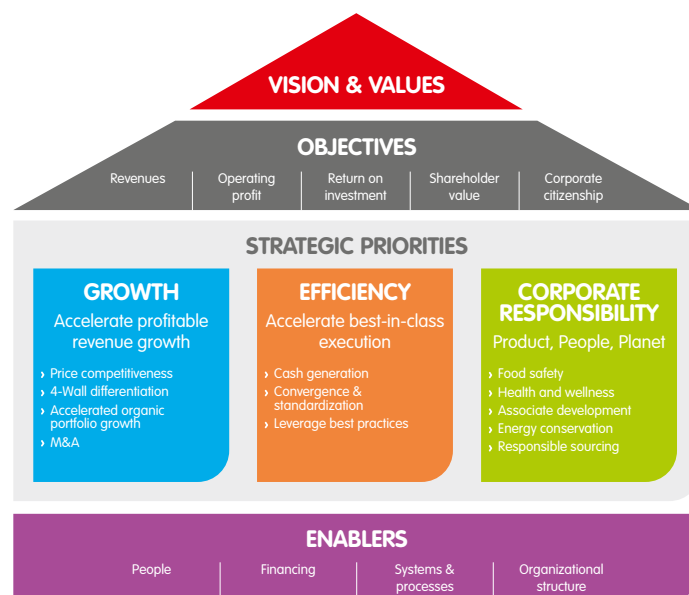 VISION & VALUES
OBJECTIVES
Revenues
Operating
profit
Return on
investment
Shareholder
value
Corporate
citizenship
STRATEGIC PRIORITIES
GROWTH
Accelerate profitable
revenue growth
› Price competitiveness
› 4-Wall differentiation
› Accelerated organic
portfolio growth
› M&A
EFFICIENCY
Accelerate best-in-class
execution
› Cash generation
› Convergence &
standardization
› Leverage best practices
CORPORATE
RESPONSIBILITY
Product, People, Planet
› Food safety
› Health and wellness
› Associate development
› Energy conservation
› Responsible sourcing
ENABLERS
People
Financing
Systems &
processes
Organizational
structure